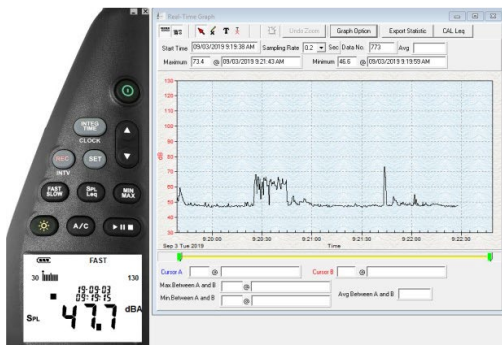 INTEG
TIME
CLOCK
REC
SET
INTV
FAST
SLOW
SPL
Leq
MIN
MAX
A/C
FAST
30
130
19-09-03
09:19:15
SPL
47.7
dBA
Real-Time Graph
Undo Zoom
Graph Option
Export Statistic
CAL Leq
Start Time 09/03/2019 9:19:38 AM Sampling Rate 0.2 Sec Data No. 773 Avg
Maximum 73.4 @ 09/03/2019 9:21:43 AM Minimum 46.6 @ 09/03/2019 9:19:59 AM
130
120
110
100
90
dB
80
70
60
50
40
30
9:20:00 9:20:30 9:21:00 9:21:30 9:22:00 9:22:30
Sep 3 Tue 2019 Time
Cursor A @ Cursor B @
Max.Between A and B @
Min.Between A and B @
Avg Between A and B